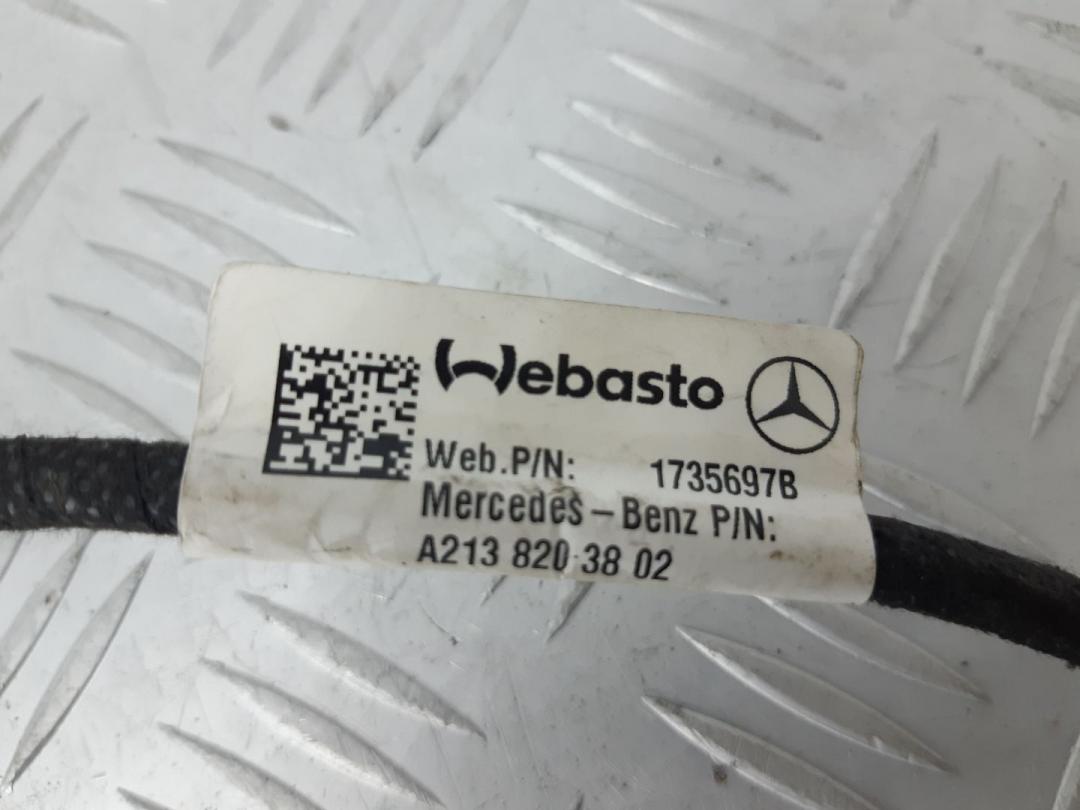 Webasto
Web.P/N: 1735697B
Mercedes-Benz P/N:
A213 820 38 02